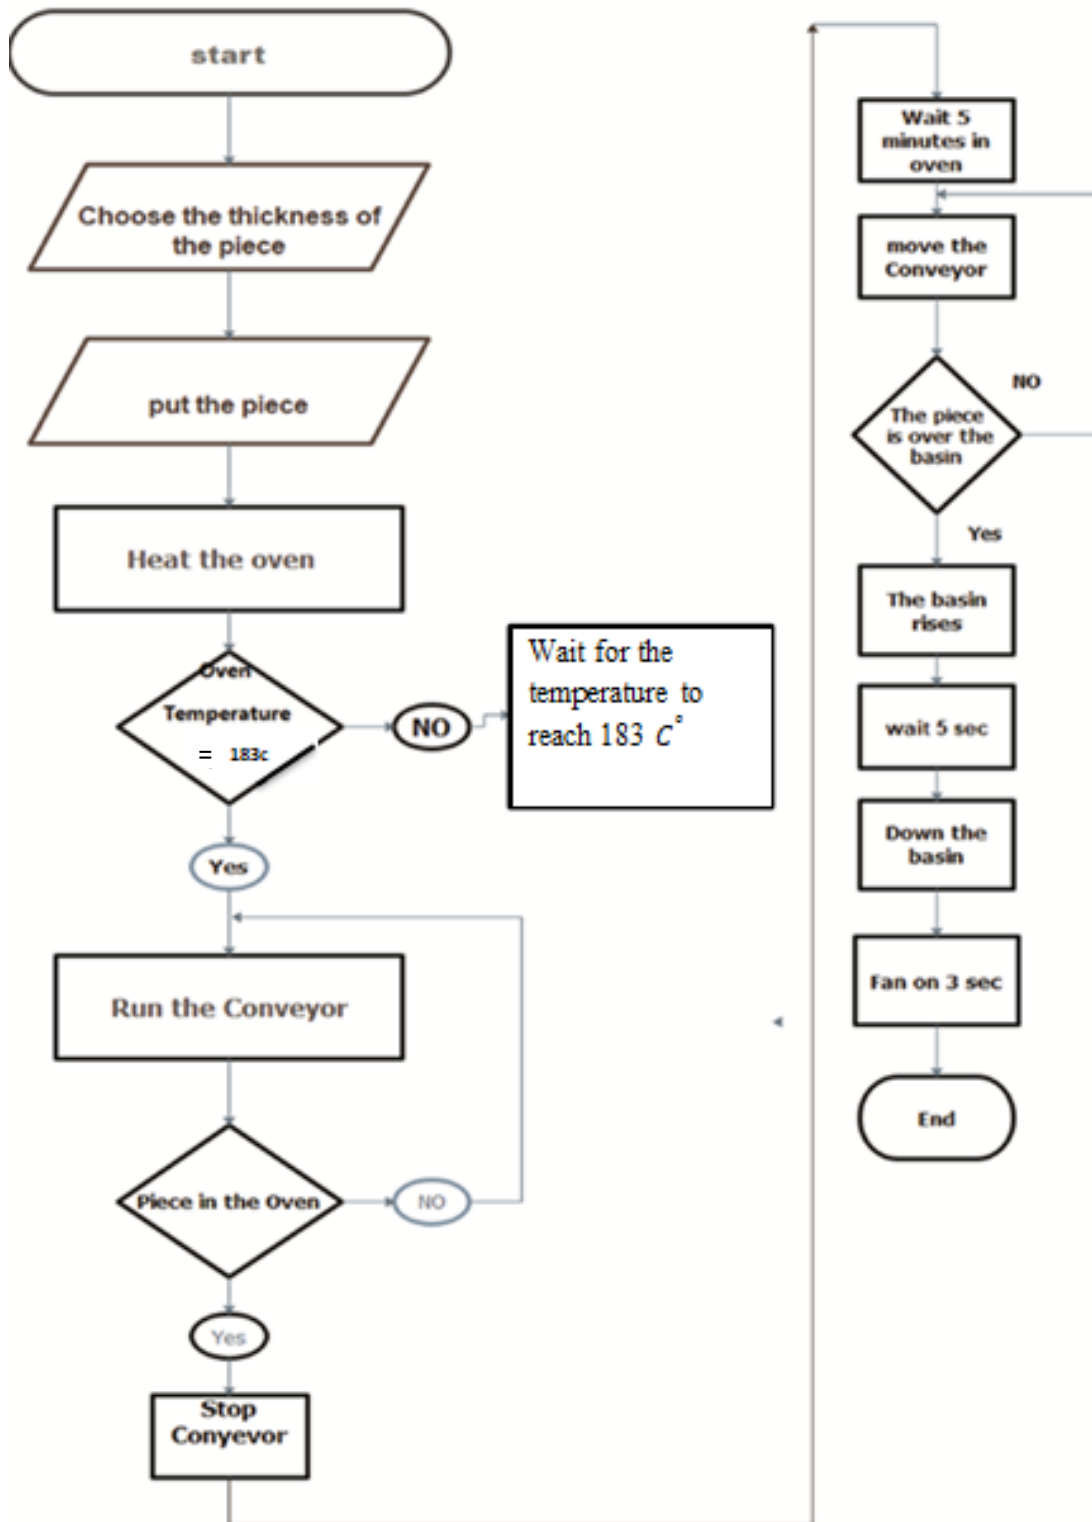 start
Choose the thickness of
the piece
put the piece
Heat the oven
Oven
Temperature
= 183c
NO
Wait for the
temperature to
reach 183 C°
Yes
Run the Conveyor
Piece in the Oven
NO
Yes
Stop
Conyevor
Wait 5
minutes in
oven
move the
Conveyor
The piece
is over the
basin
NO
Yes
The basin
rises
wait 5 sec
Down the
basin
Fan on 3 sec
End